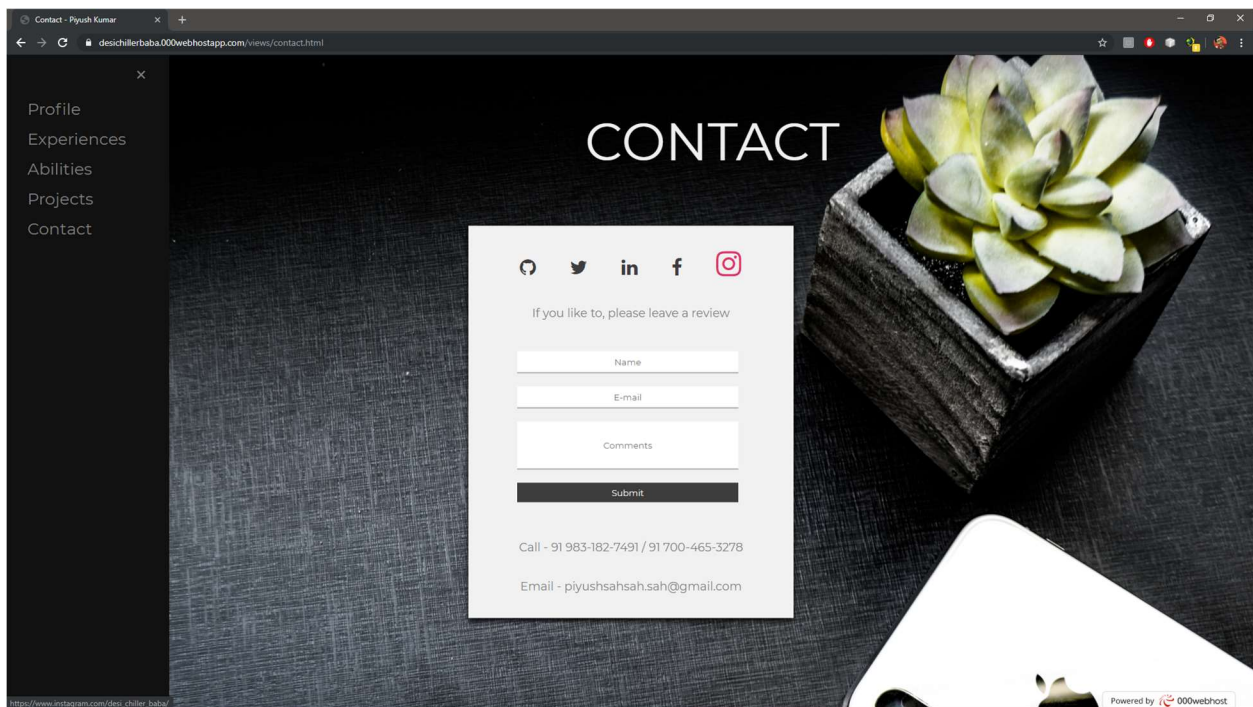 Contact - Piyush Kumar
desichillerbaba.000webhostapp.com/views/contact.html
Profile
Experiences
Abilities
Projects
Contact
CONTACT
If you like to, please leave a review
Name
E-mail
Comments
Submit
Call - 91 983-182-7491 / 91 700-465-3278
Email - piyushsahsah.sah@gmail.com
https://www.instagram.com/desi_chiller_baba/
Powered by 000webhost